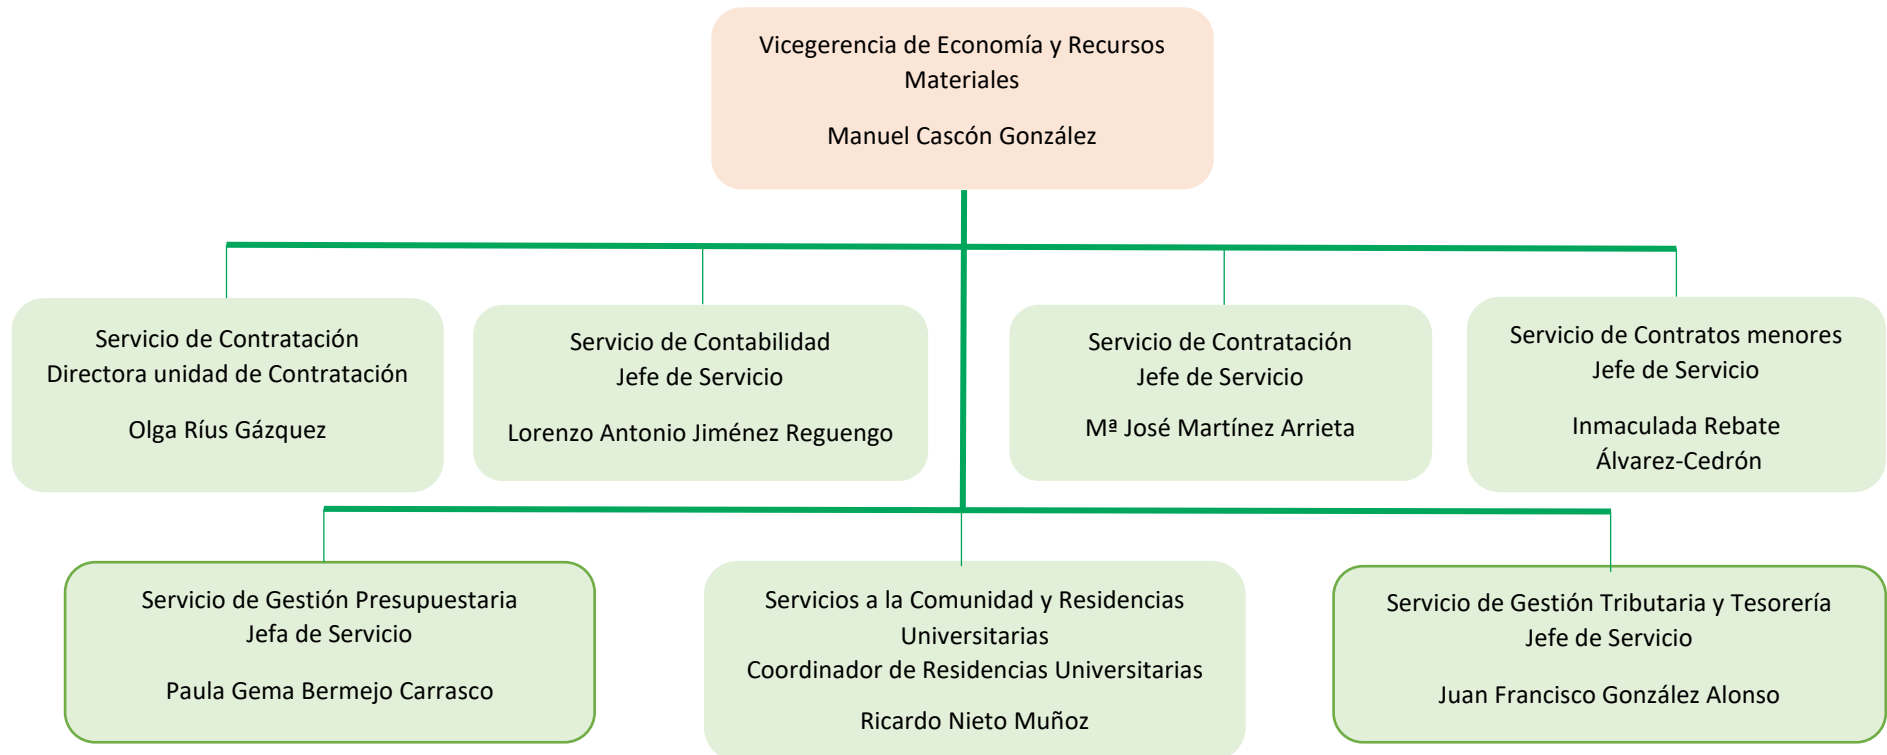 Vicegerencia de Economía y Recursos
Materiales
Manuel Cascón González
Servicio de Contratación
Directora unidad de Contratación
Olga Ríus Gázquez
Servicio de Contabilidad
Jefe de Servicio
Lorenzo Antonio Jiménez Reguengo
Servicio de Contratación
Jefe de Servicio
Mª José Martínez Arrieta
Servicio de Contratos menores
Jefe de Servicio
Inmaculada Rebate
Álvarez-Cedrón
Servicio de Gestión Presupuestaria
Jefa de Servicio
Paula Gema Bermejo Carrasco
Servicios a la Comunidad y Residencias
Universitarias
Coordinador de Residencias Universitarias
Ricardo Nieto Muñoz
Servicio de Gestión Tributaria y Tesorería
Jefe de Servicio
Juan Francisco González Alonso